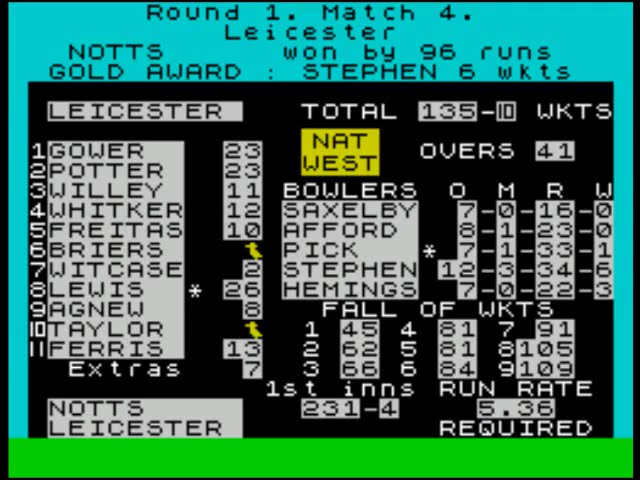 Round 1. Match 4.
Leicester
NOTTS won by 96 runs
GOLD AWARD : STEPHEN 6 wkts
LEICESTER TOTAL 135-10 WKTS
NAT WEST
OVERS 41
1 GOWER 23
2 POTTER 23
3 WILLEY 11
4 WHITKER 12
5 FREITAS 10
6 BRIERS
7 WITCASE 2
8 LEWIS * 26
9 AGNEW 8
10 TAYLOR
11 FERRIS 13
Extras 7
BOWLERS O M R W
SAXELBY 7-0-16-0
AFFORD 8-1-23-0
PICK * 7-1-33-1
STEPHEN 12-3-34-6
HEMINGS 7-0-22-3
FALL OF WKTS
1 45 4 81 7 91
2 62 5 81 8 105
3 66 6 84 9 109
1st inns RUN RATE
NOTTS 231-4 5.36
LEICESTER REQUIRED